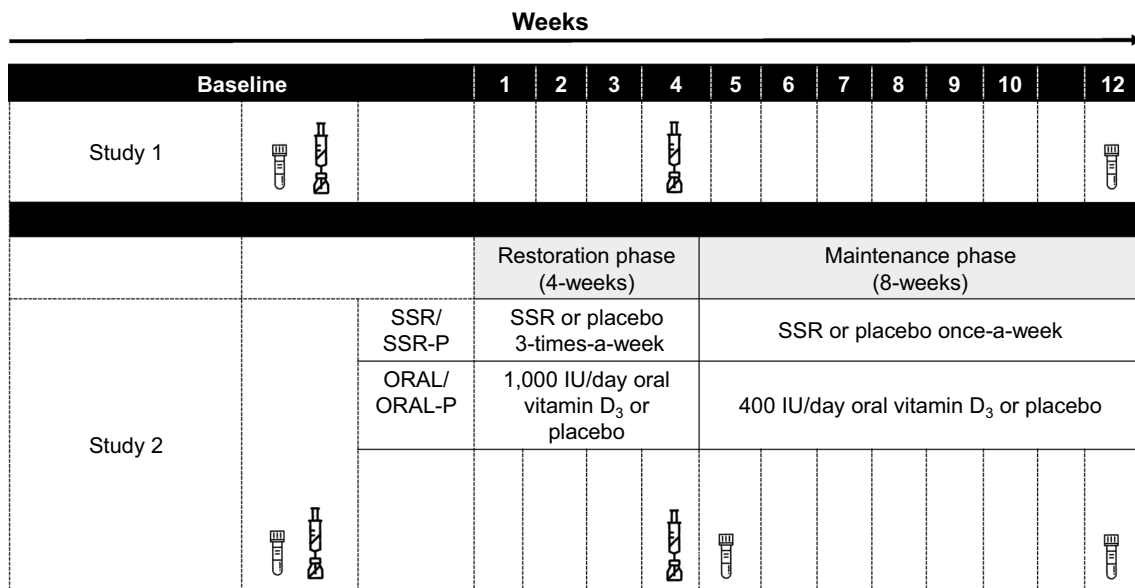 Weeks
Baseline 1 2 3 4 5 6 7 8 9 10 12
Study 1
Restoration phase
(4-weeks)
Maintenance phase
(8-weeks)
SSR/
SSR-P
SSR or placebo
3-times-a-week
SSR or placebo once-a-week
ORAL/
ORAL-P
1,000 IU/day oral
vitamin D₃ or
placebo
400 IU/day oral vitamin D₃ or placebo
Study 2